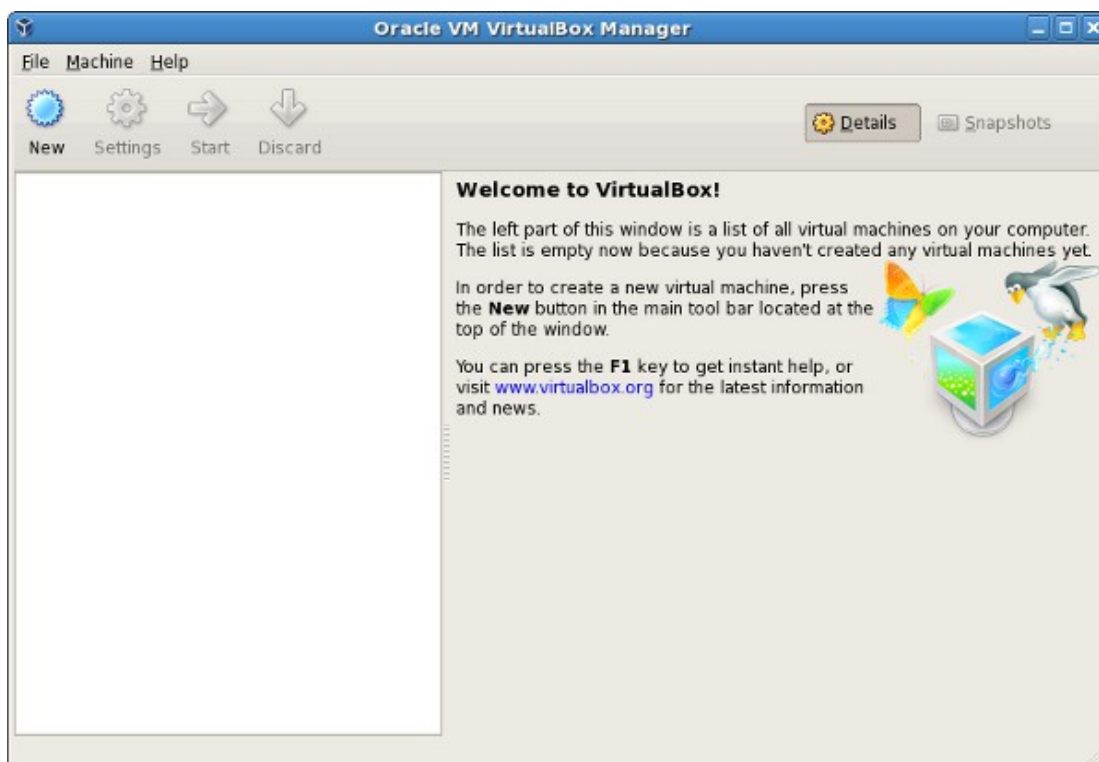 Oracle VM VirtualBox Manager
File Machine Help
New Settings Start Discard
Details Snapshots
Welcome to VirtualBox!
The left part of this window is a list of all virtual machines on your computer.
The list is empty now because you haven't created any virtual machines yet.
In order to create a new virtual machine, press
the New button in the main tool bar located at the
top of the window.
You can press the F1 key to get instant help, or
visit www.virtualbox.org for the latest information
and news.